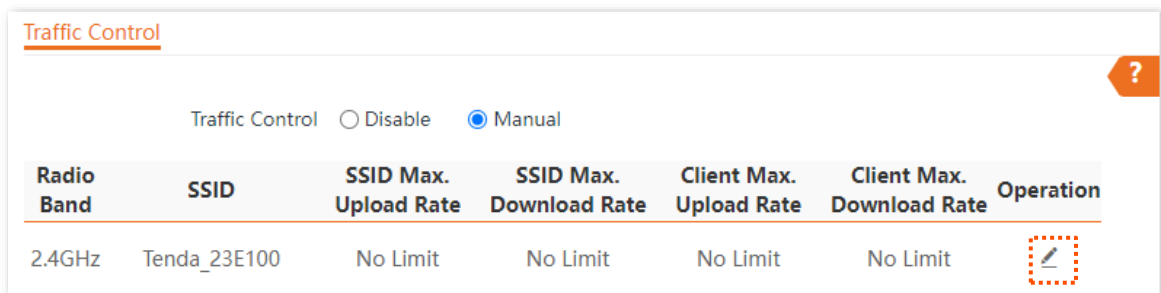 Traffic Control
?
Traffic Control Disable Manual
Radio Band SSID SSID Max. Upload Rate SSID Max. Download Rate Client Max. Upload Rate Client Max. Download Rate Operation
2.4GHz Tenda_23E100 No Limit No Limit No Limit No Limit